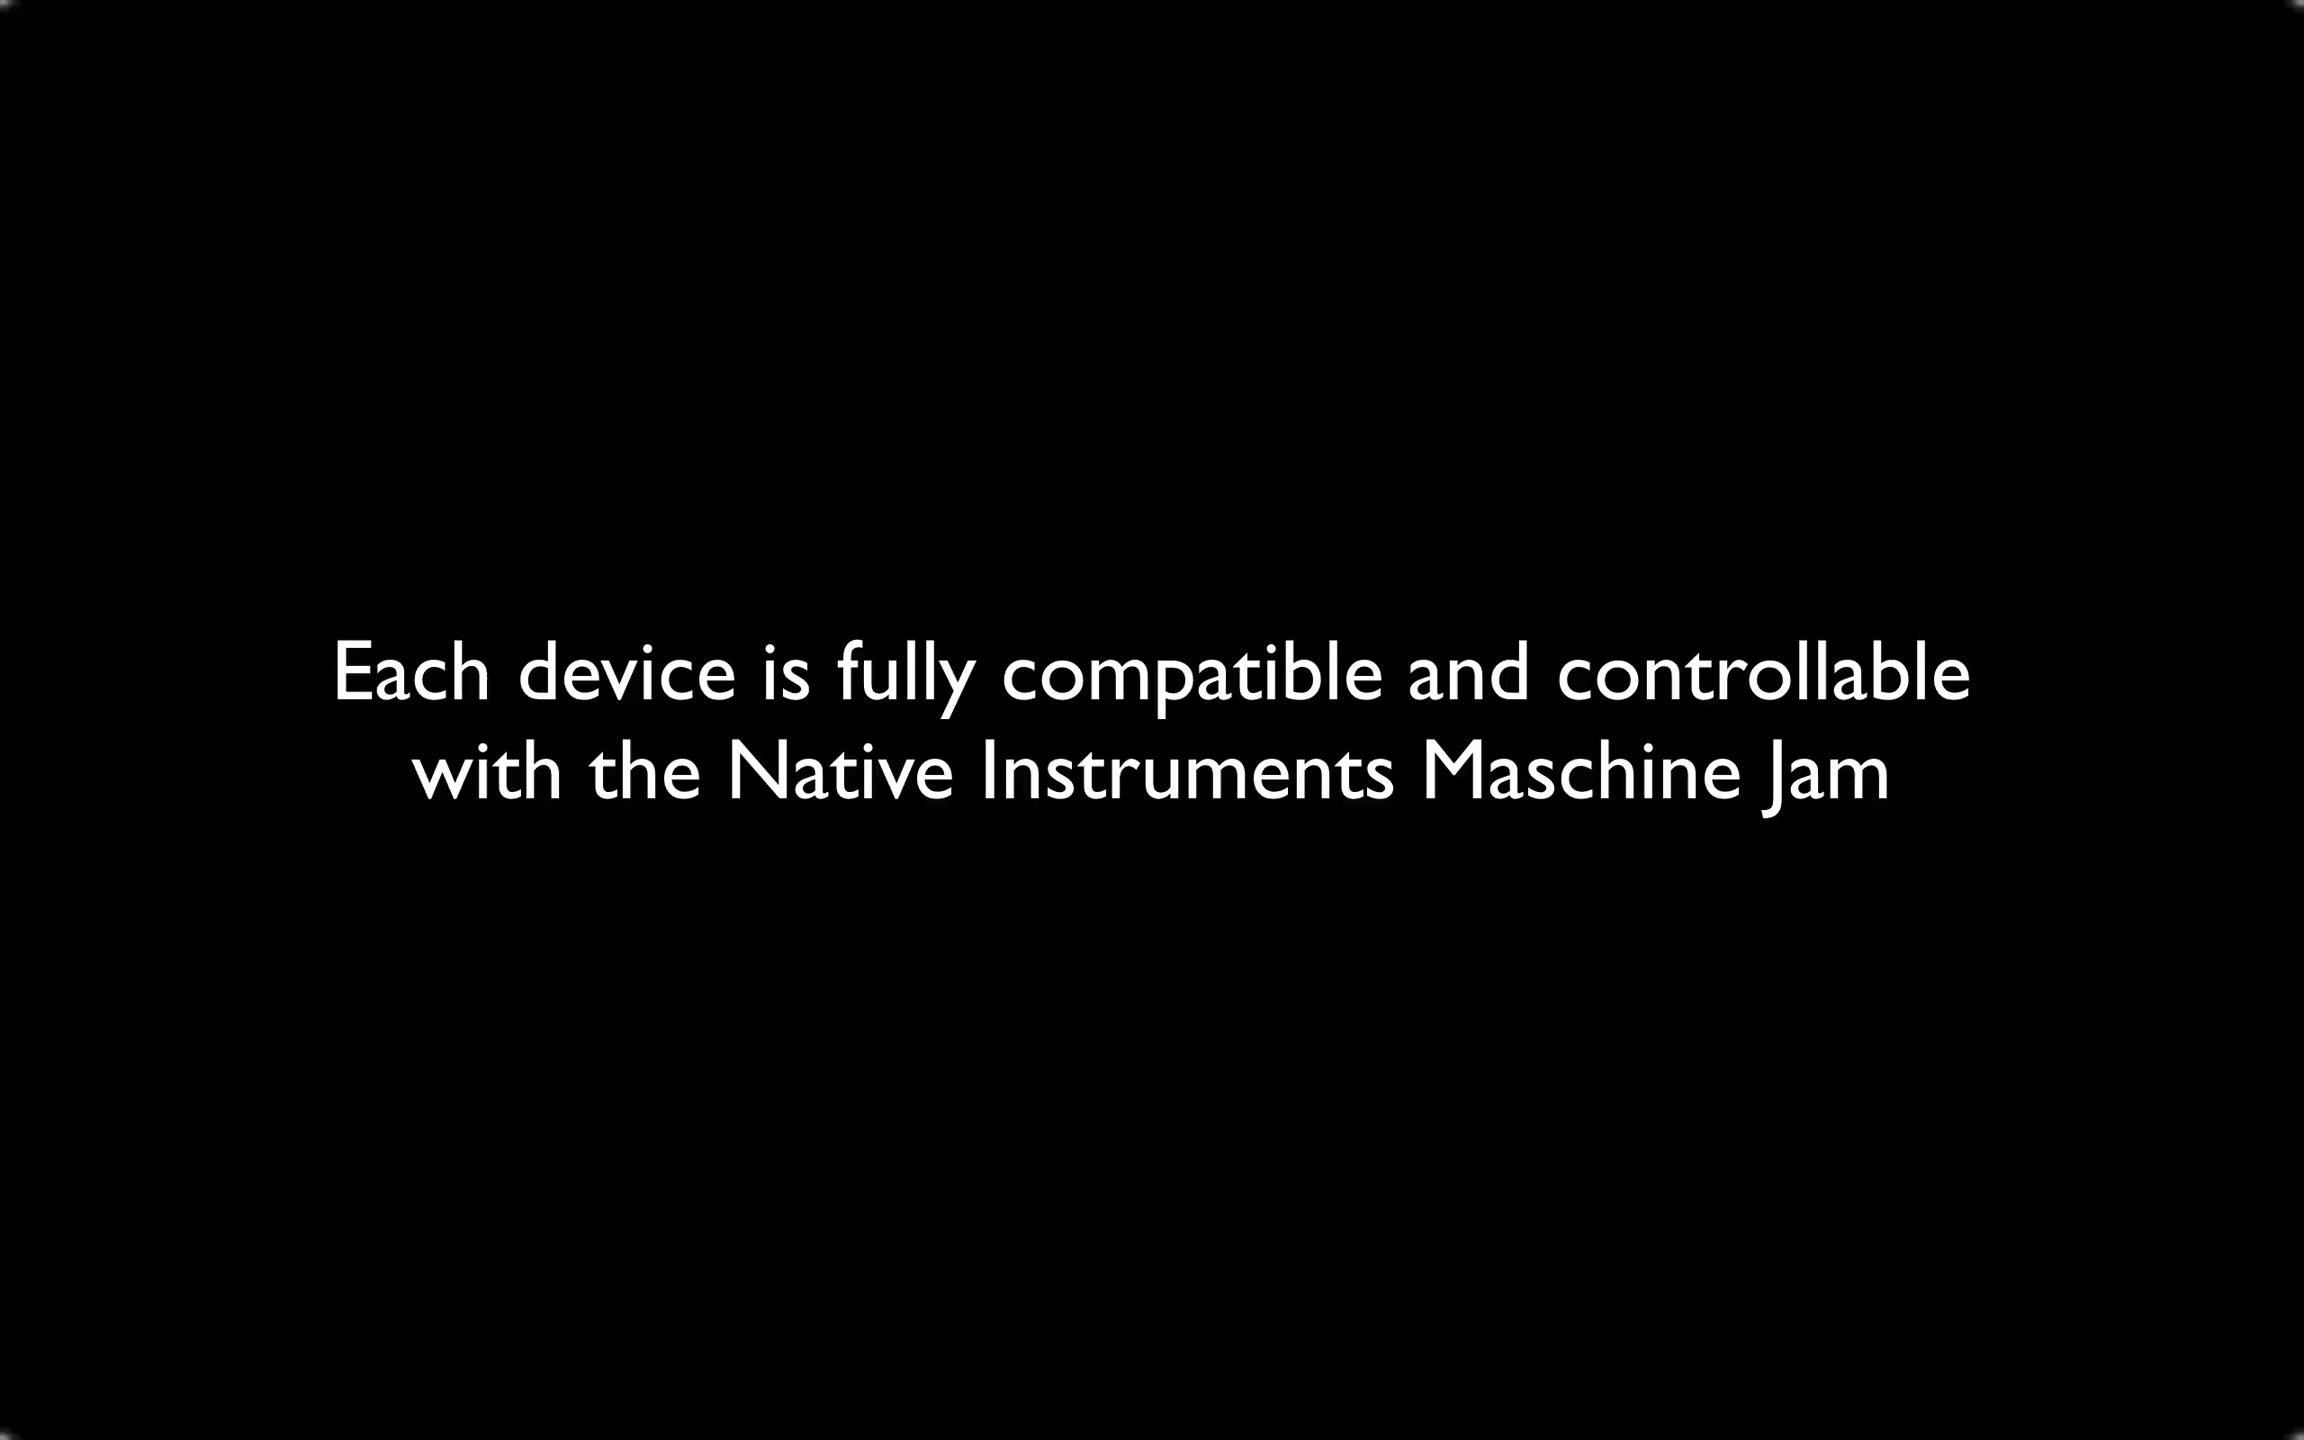 Each device is fully compatible and controllable
with the Native Instruments Maschine Jam